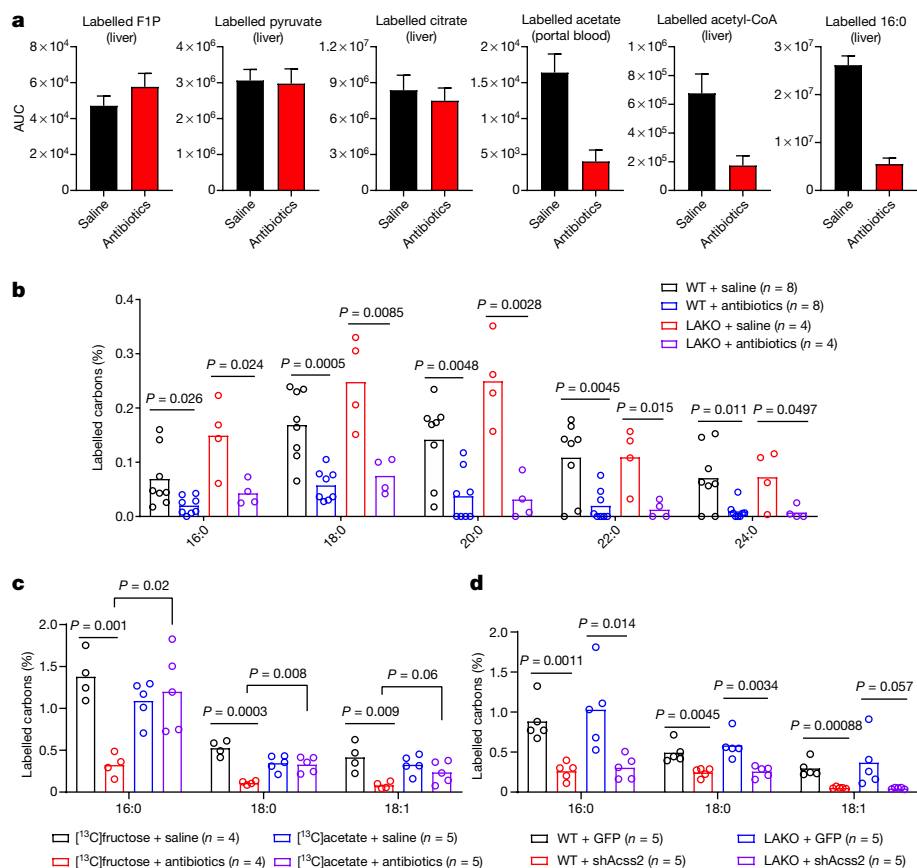 a
Labelled F1P
(liver)
Labelled pyruvate
(liver)
Labelled citrate
(liver)
Labelled acetate
(portal blood)
Labelled acetyl-CoA
(liver)
Labelled 16:0
(liver)
AUC
8 × 10⁴
6 × 10⁴
4 × 10⁴
2 × 10⁴
0
4 × 10⁶
3 × 10⁶
2 × 10⁶
1 × 10⁶
0
1 × 10⁷
9 × 10⁶
6 × 10⁶
3 × 10⁶
0
2 × 10⁴
2 × 10⁴
1 × 10⁴
5 × 10³
0
8 × 10⁵
6 × 10⁵
4 × 10⁵
2 × 10⁵
0
3 × 10⁷
2 × 10⁷
1 × 10⁷
0
Saline
Antibiotics
Saline
Antibiotics
Saline
Antibiotics
Saline
Antibiotics
Saline
Antibiotics
Saline
Antibiotics
b
WT + saline (n = 8)
WT + antibiotics (n = 8)
LAKO + saline (n = 4)
LAKO + antibiotics (n = 4)
Labelled carbons (%)
0.4
0.3
0.2
0.1
0.0
P = 0.026
P = 0.024
P = 0.0005
P = 0.0085
P = 0.0048
P = 0.0028
P = 0.0045
P = 0.015
P = 0.011
P = 0.0497
16:0
18:0
20:0
22:0
24:0
c
Labelled carbons (%)
2.0
1.5
1.0
0.5
0
P = 0.02
P = 0.001
P = 0.008
P = 0.0003
P = 0.06
P = 0.009
16:0
18:0
18:1
[¹³C]fructose + saline (n = 4)
[¹³C]acetate + saline (n = 5)
[¹³C]fructose + antibiotics (n = 4)
[¹³C]acetate + antibiotics (n = 5)
d
Labelled carbons (%)
2.0
1.5
1.0
0.5
0
P = 0.014
P = 0.0011
P = 0.0034
P = 0.0045
P = 0.057
P = 0.00088
16:0
18:0
18:1
WT + GFP (n = 5)
LAKO + GFP (n = 5)
WT + shAcss2 (n = 5)
LAKO + shAcss2 (n = 5)